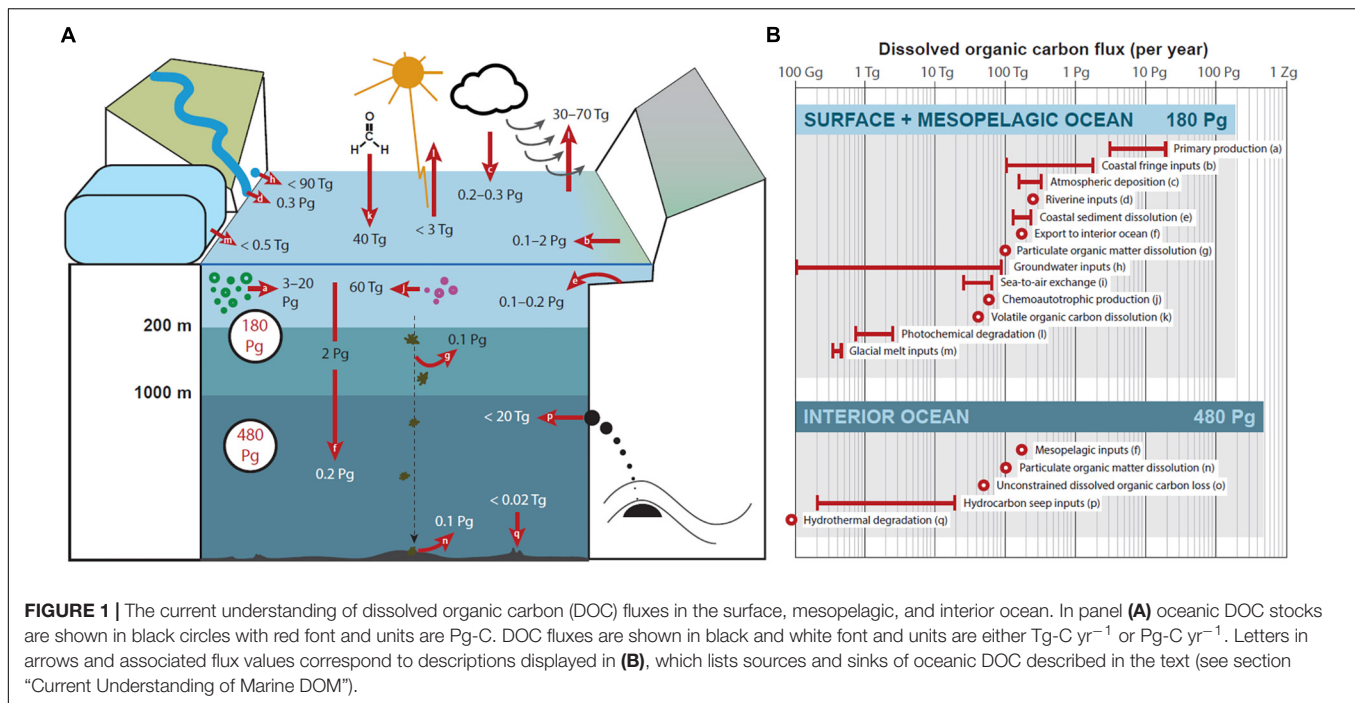 A
B
Dissolved organic carbon flux (per year)
100 Gg 1 Tg 10 Tg 100 Tg 1 Pg 10 Pg 100 Pg 1 Zg
SURFACE + MESOPELAGIC OCEAN 180 Pg
Primary production (a)
Coastal fringe inputs (b)
Atmospheric deposition (c)
Riverine inputs (d)
Coastal sediment dissolution (e)
Export to interior ocean (f)
Particulate organic matter dissolution (g)
Groundwater inputs (h)
Sea-to-air exchange (i)
Chemoautotrophic production (j)
Volatile organic carbon dissolution (k)
Photochemical degradation (l)
Glacial melt inputs (m)
INTERIOR OCEAN 480 Pg
Mesopelagic inputs (f)
Particulate organic matter dissolution (n)
Unconstrained dissolved organic carbon loss (o)
Hydrocarbon seep inputs (p)
Hydrothermal degradation (q)
O
H H
30–70 Tg
i
h
< 90 Tg
d
0.3 Pg
m
< 0.5 Tg
k
40 Tg
l
< 3 Tg
c
0.2–0.3 Pg
0.1–2 Pg
b
e
0.1–0.2 Pg
a
3–20
Pg
60 Tg
j
200 m
180
Pg
2 Pg
0.1 Pg
g
1000 m
480
Pg
f
0.2 Pg
< 20 Tg
p
< 0.02 Tg
q
0.1 Pg
n
FIGURE 1 | The current understanding of dissolved organic carbon (DOC) fluxes in the surface, mesopelagic, and interior ocean. In panel (A) oceanic DOC stocks
are shown in black circles with red font and units are Pg-C. DOC fluxes are shown in black and white font and units are either Tg-C yr−1 or Pg-C yr−1. Letters in
arrows and associated flux values correspond to descriptions displayed in (B), which lists sources and sinks of oceanic DOC described in the text (see section
“Current Understanding of Marine DOM”).